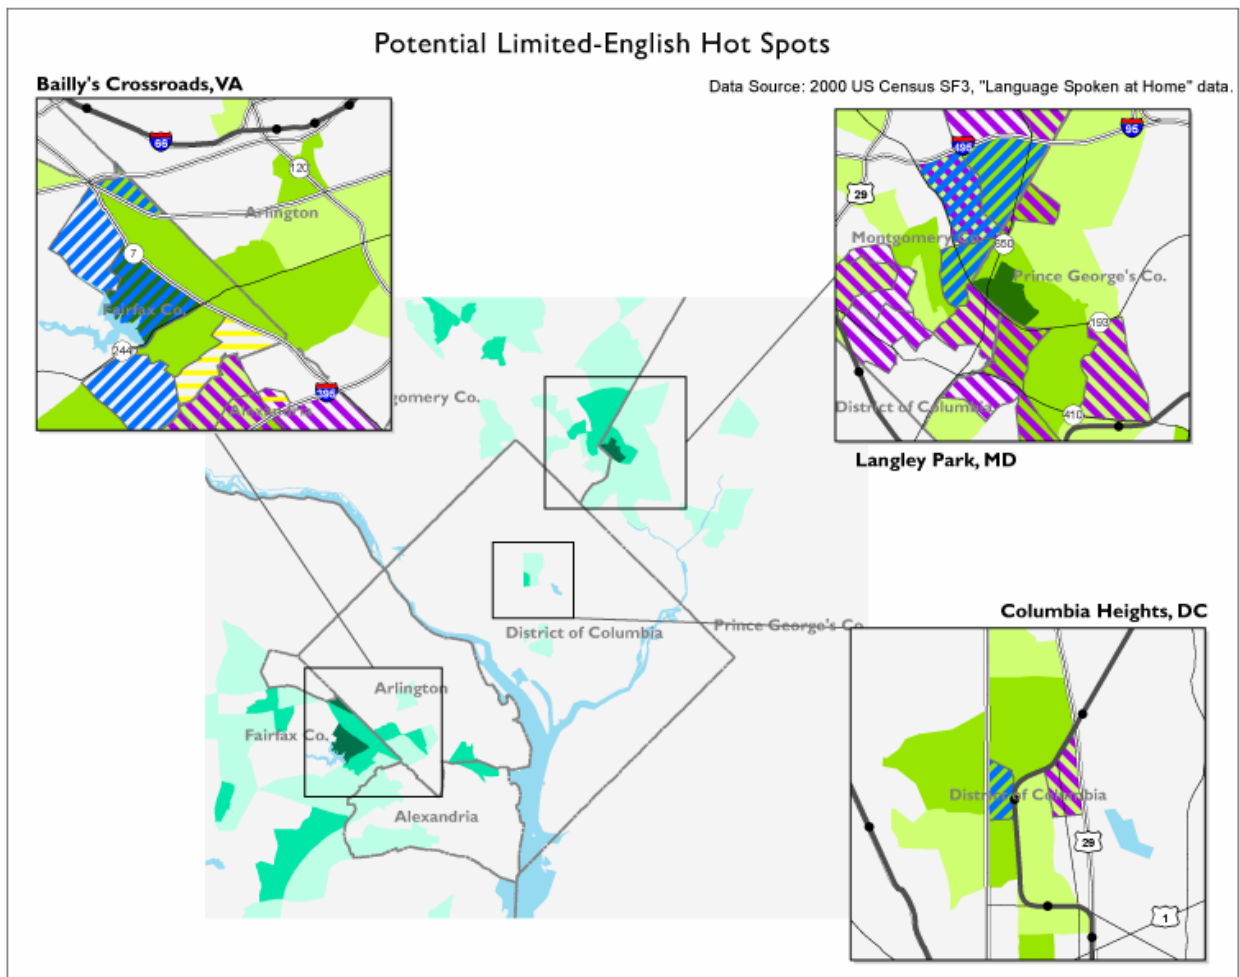 Potential Limited-English Hot Spots
Bailly's Crossroads, VA
Data Source: 2000 US Census SF3, "Language Spoken at Home" data.
66
120
Arlington
7
Fairfax Co.
244
395
Alexandria
495
95
29
Montgomery Co.
650
Prince George's Co.
193
District of Columbia
410
Langley Park, MD
gomery Co.
District of Columbia
Prince George's Co.
Arlington
Fairfax Co.
Alexandria
Columbia Heights, DC
District of Columbia
29
1